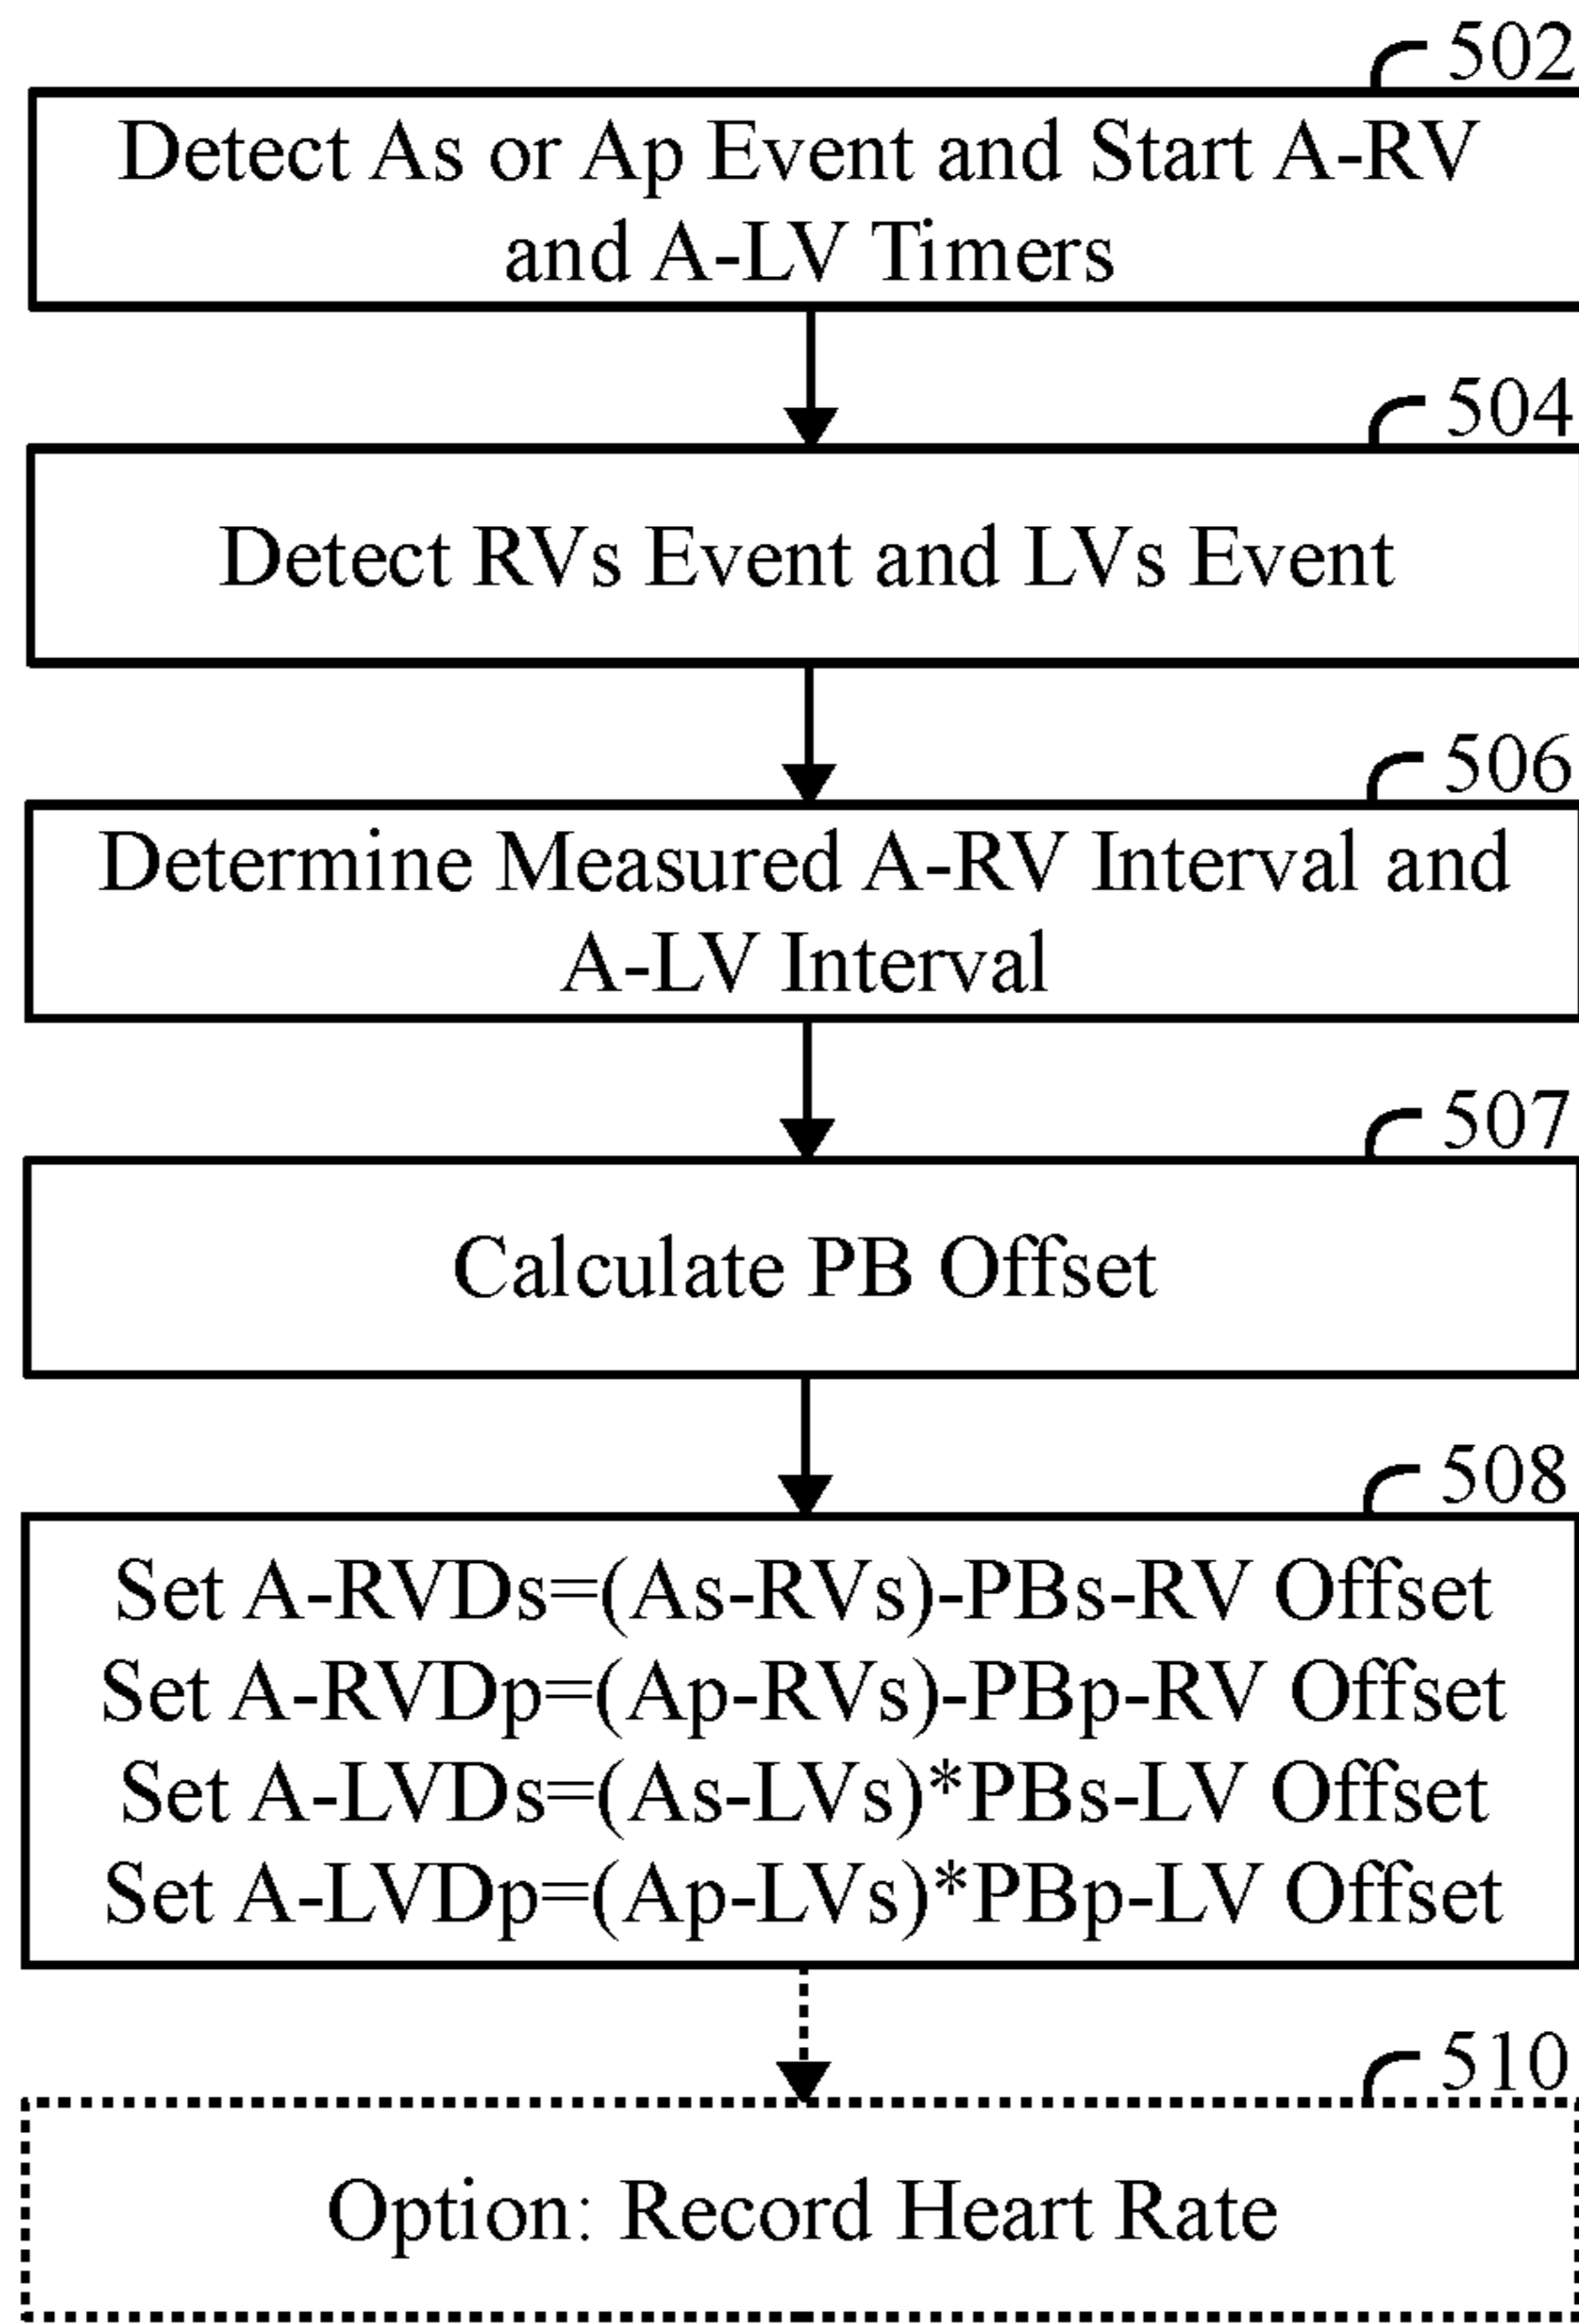 502
Detect As or Ap Event and Start A-RV
and A-LV Timers
504
Detect RVs Event and LVs Event
506
Determine Measured A-RV Interval and
A-LV Interval
507
Calculate PB Offset
508
Set A-RVDs=(As-RVs)-PBs-RV Offset
Set A-RVDp=(Ap-RVs)-PBp-RV Offset
Set A-LVDs=(As-LVs)*PBs-LV Offset
Set A-LVDp=(Ap-LVs)*PBp-LV Offset
510
Option: Record Heart Rate